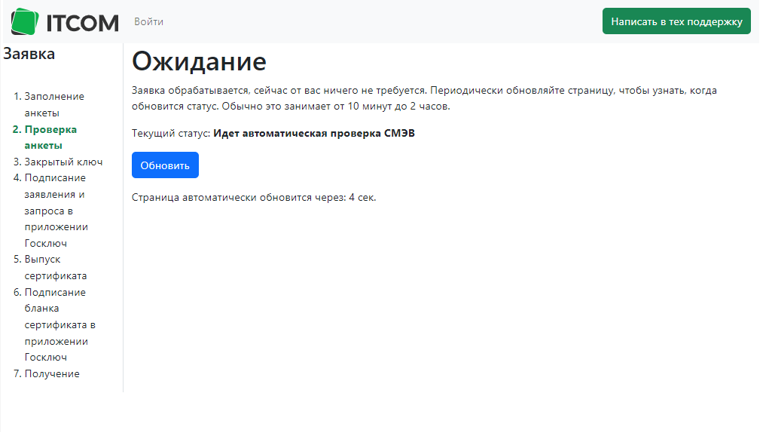 ITCOM
Войти
Написать в тех поддержку
Заявка
1. Заполнение
анкеты
2. Проверка
анкеты
3. Закрытый ключ
4. Подписание
заявления и
запроса в
приложении
Госключ
5. Выпуск
сертификата
6. Подписание
бланка
сертификата в
приложении
Госключ
7. Получение
Ожидание
Заявка обрабатывается, сейчас от вас ничего не требуется. Периодически обновляйте страницу, чтобы узнать, когда
обновится статус. Обычно это занимает от 10 минут до 2 часов.
Текущий статус: Идет автоматическая проверка СМЭВ
Обновить
Страница автоматически обновится через: 4 сек.